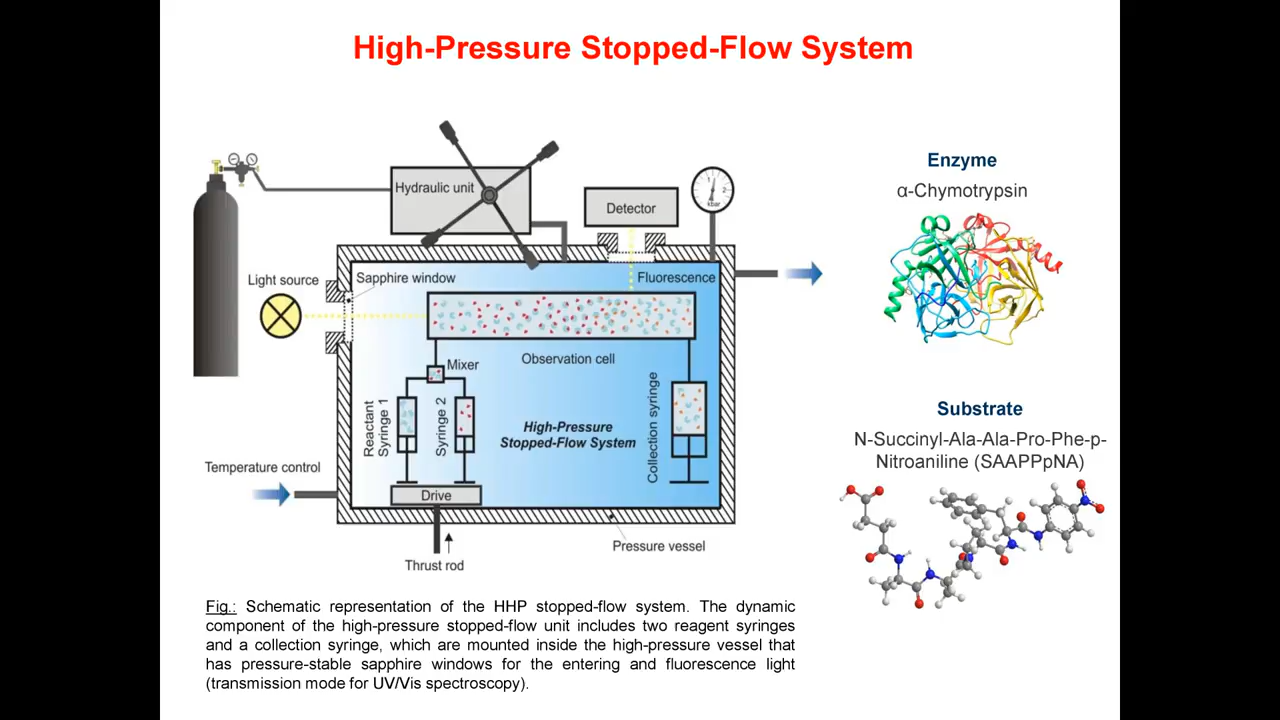 High-Pressure Stopped-Flow System
Hydraulic unit
Detector
1
2
kbar
Light source
Sapphire window
Fluorescence
Observation cell
Mixer
Reactant
Syringe 1
Syringe 2
Collection syringe
High-Pressure
Stopped-Flow System
Temperature control
Drive
Thrust rod
Pressure vessel
Enzyme
α-Chymotrypsin
Substrate
N-Succinyl-Ala-Ala-Pro-Phe-p-
Nitroaniline (SAAPPpNA)
Fig.: Schematic representation of the HHP stopped-flow system. The dynamic
component of the high-pressure stopped-flow unit includes two reagent syringes
and a collection syringe, which are mounted inside the high-pressure vessel that
has pressure-stable sapphire windows for the entering and fluorescence light
(transmission mode for UV/Vis spectroscopy).